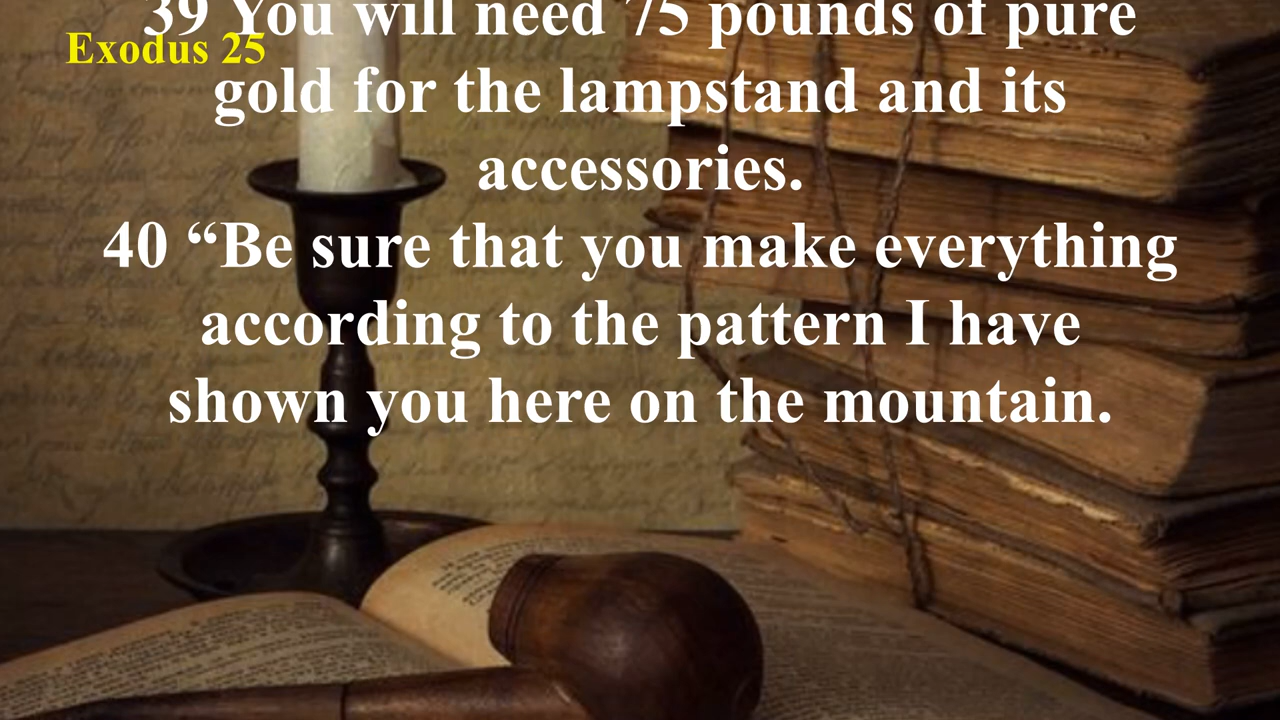 39 You will need 75 pounds of pure
Exodus 25
gold for the lampstand and its
accessories.
40 “Be sure that you make everything
according to the pattern I have
shown you here on the mountain.